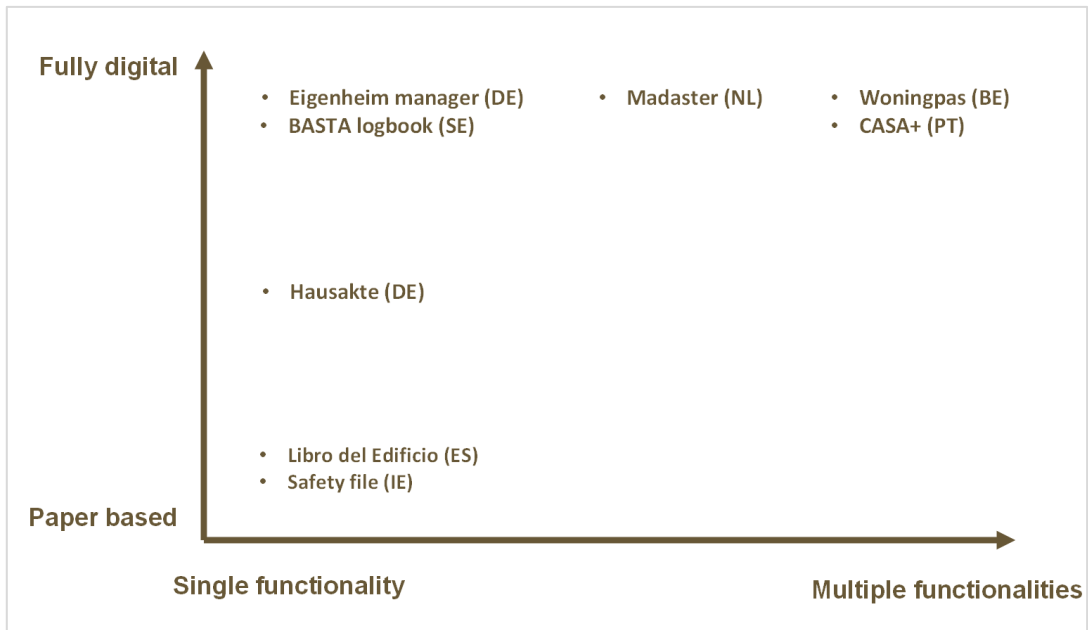 Fully digital
• Eigenheim manager (DE)
• BASTA logbook (SE)
• Madaster (NL)
• Woningpas (BE)
• CASA+ (PT)
• Hausakte (DE)
• Libro del Edificio (ES)
• Safety file (IE)
Paper based
Single functionality
Multiple functionalities